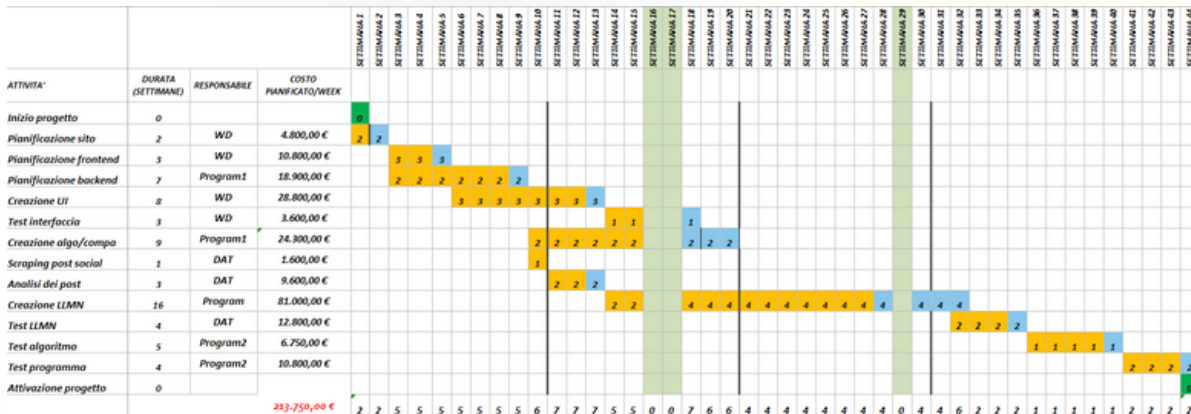 SETTIMANA 1 SETTIMANA 2 SETTIMANA 3 SETTIMANA 4 SETTIMANA 5 SETTIMANA 6 SETTIMANA 7 SETTIMANA 8 SETTIMANA 9 SETTIMANA 10 SETTIMANA 11 SETTIMANA 12 SETTIMANA 13 SETTIMANA 14 SETTIMANA 15 SETTIMANA 16 SETTIMANA 17 SETTIMANA 18 SETTIMANA 19 SETTIMANA 20 SETTIMANA 21 SETTIMANA 22 SETTIMANA 23 SETTIMANA 24 SETTIMANA 25 SETTIMANA 26 SETTIMANA 27 SETTIMANA 28 SETTIMANA 29 SETTIMANA 30 SETTIMANA 31 SETTIMANA 32 SETTIMANA 33 SETTIMANA 34 SETTIMANA 35 SETTIMANA 36 SETTIMANA 37 SETTIMANA 38 SETTIMANA 39 SETTIMANA 40 SETTIMANA 41 SETTIMANA 42 SETTIMANA 43
ATTIVITA' DURATA (SETTIMANE) RESPONSABILE COSTO PIANIFICATO/WEEK
Inizio progetto 0 0
Pianificazione sito 2 WD 4.800,00 € 2 2
Pianificazione frontend 3 WD 10.800,00 € 3 3 3
Pianificazione backend 7 Program1 18.900,00 € 2 2 2 2 2 2 2
Creazione UI 8 WD 28.800,00 € 3 3 3 3 3 3 3 3
Test interfaccia 3 WD 3.600,00 € 1 1 1
Creazione algo/compa 9 Program1 24.300,00 € 2 2 2 2 2 2 2 2 2
Scraping post social 1 DAT 1.600,00 € 1
Analisi dei post 3 DAT 9.600,00 € 2 2 2
Creazione LLMN 16 Program 81.000,00 € 2 2 4 4 4 4 4 4 4 4 4 4 4 4 4 4
Test LLMN 4 DAT 12.800,00 € 2 2 2 2
Test algoritmo 5 Program2 6.750,00 € 1 1 1 1 1
Test programma 4 Program2 10.800,00 € 2 2 2 2
Attivazione progetto 0 0
213.750,00 € 2 2 5 5 5 5 5 5 5 6 7 7 7 5 5 0 0 7 6 6 4 4 4 4 4 4 4 4 0 4 4 6 2 2 2 1 1 1 1 1 2 2 2